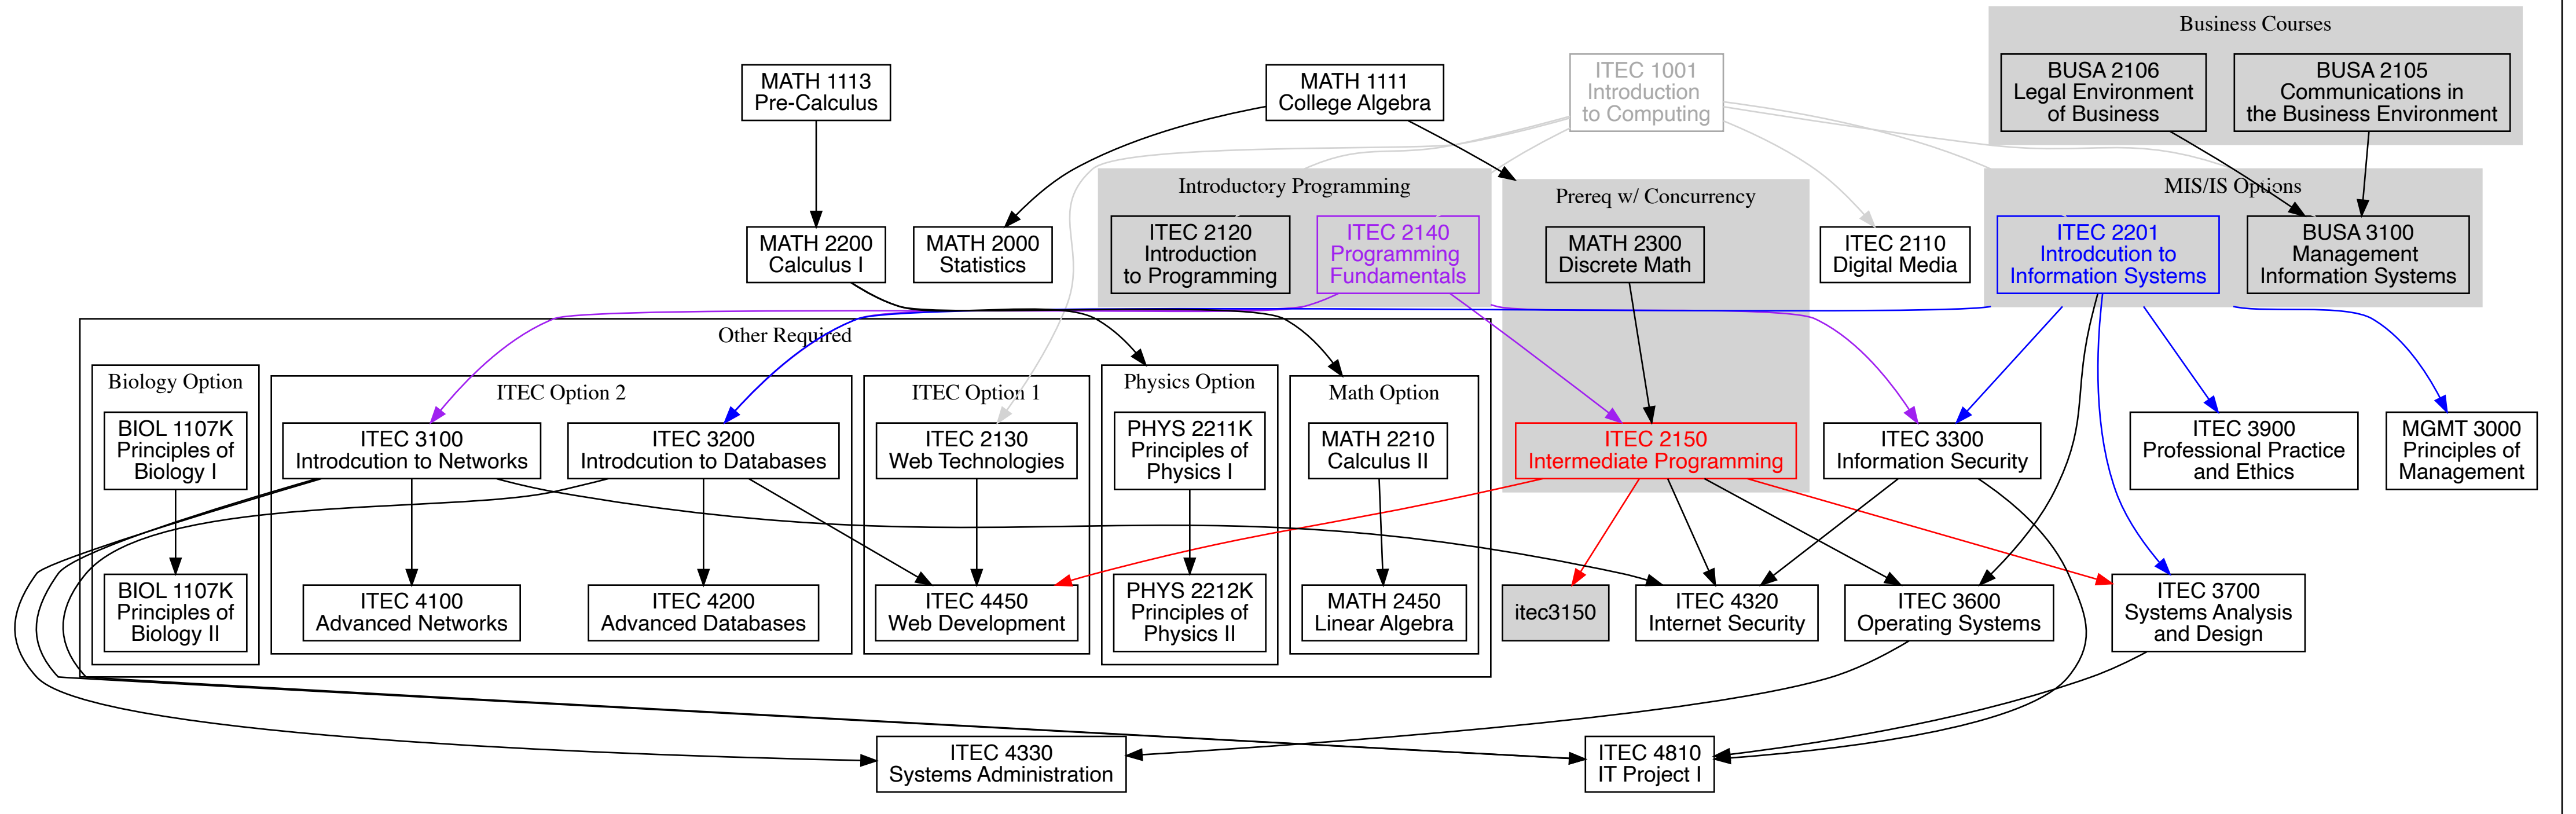 Business Courses
MATH 1113
Pre-Calculus
MATH 1111
College Algebra
ITEC 1001
Introduction
to Computing
BUSA 2106
Legal Environment
of Business
BUSA 2105
Communications in
the Business Environment
Introductory Programming
Prereq w/ Concurrency
MIS/IS Options
MATH 2200
Calculus I
MATH 2000
Statistics
ITEC 2120
Introduction
to Programming
ITEC 2140
Programming
Fundamentals
MATH 2300
Discrete Math
ITEC 2110
Digital Media
ITEC 2201
Introdcution to
Information Systems
BUSA 3100
Management
Information Systems
Other Required
Biology Option
ITEC Option 2
ITEC Option 1
Physics Option
Math Option
BIOL 1107K
Principles of
Biology I
ITEC 3100
Introdcution to Networks
ITEC 3200
Introdcution to Databases
ITEC 2130
Web Technologies
PHYS 2211K
Principles of
Physics I
MATH 2210
Calculus II
ITEC 2150
Intermediate Programming
ITEC 3300
Information Security
ITEC 3900
Professional Practice
and Ethics
MGMT 3000
Principles of
Management
BIOL 1107K
Principles of
Biology II
ITEC 4100
Advanced Networks
ITEC 4200
Advanced Databases
ITEC 4450
Web Development
PHYS 2212K
Principles of
Physics II
MATH 2450
Linear Algebra
itec3150
ITEC 4320
Internet Security
ITEC 3600
Operating Systems
ITEC 3700
Systems Analysis
and Design
ITEC 4330
Systems Administration
ITEC 4810
IT Project I